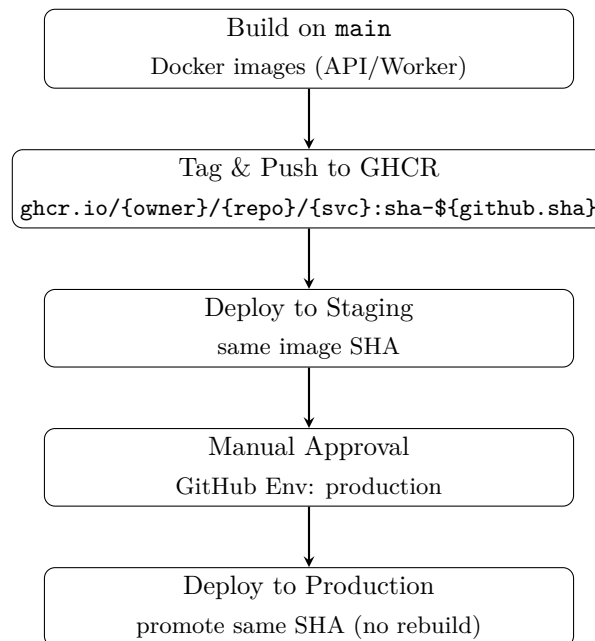 Build on main
Docker images (API/Worker)
Tag & Push to GHCR
ghcr.io/{owner}/{repo}/{svc}:sha-${github.sha}
Deploy to Staging
same image SHA
Manual Approval
GitHub Env: production
Deploy to Production
promote same SHA (no rebuild)